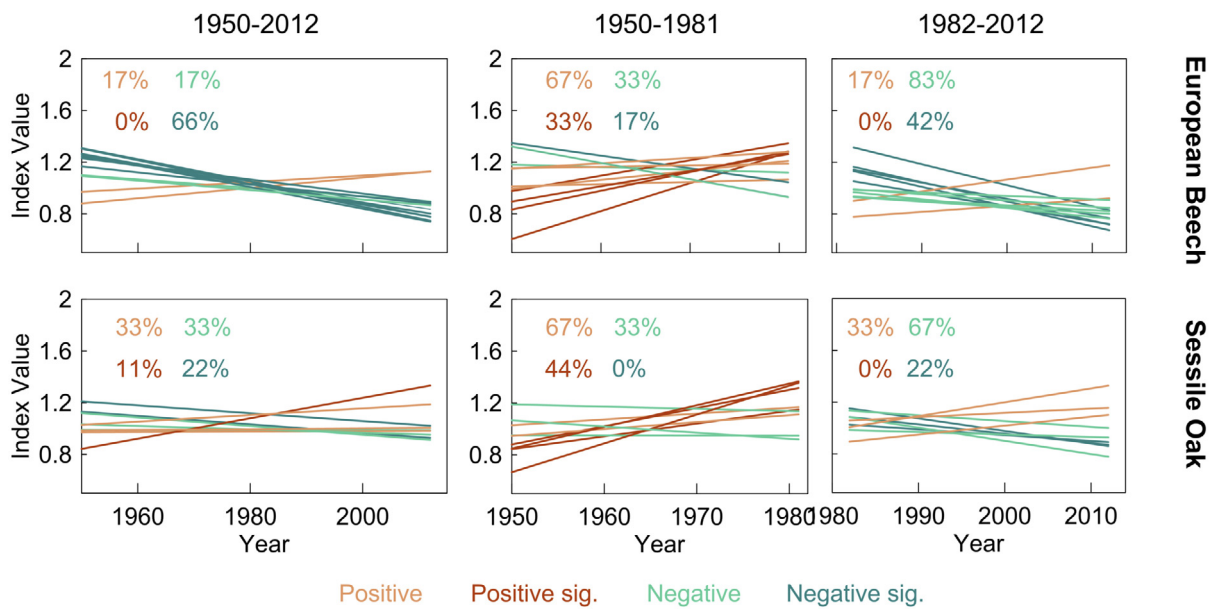 1950-2012 1950-1981 1982-2012
2 17% 17% 67% 33% 17% 83%
1.6 0% 66% 33% 17% 0% 42%
1.2
0.8
Index Value
European Beech
2 33% 33% 67% 33% 33% 67%
1.6 11% 22% 44% 0% 0% 22%
1.2
0.8
Index Value
Sessile Oak
1960 1980 2000 1950 1960 1970 1980 1980 1990 2000 2010
Year Year Year
Positive Positive sig. Negative Negative sig.